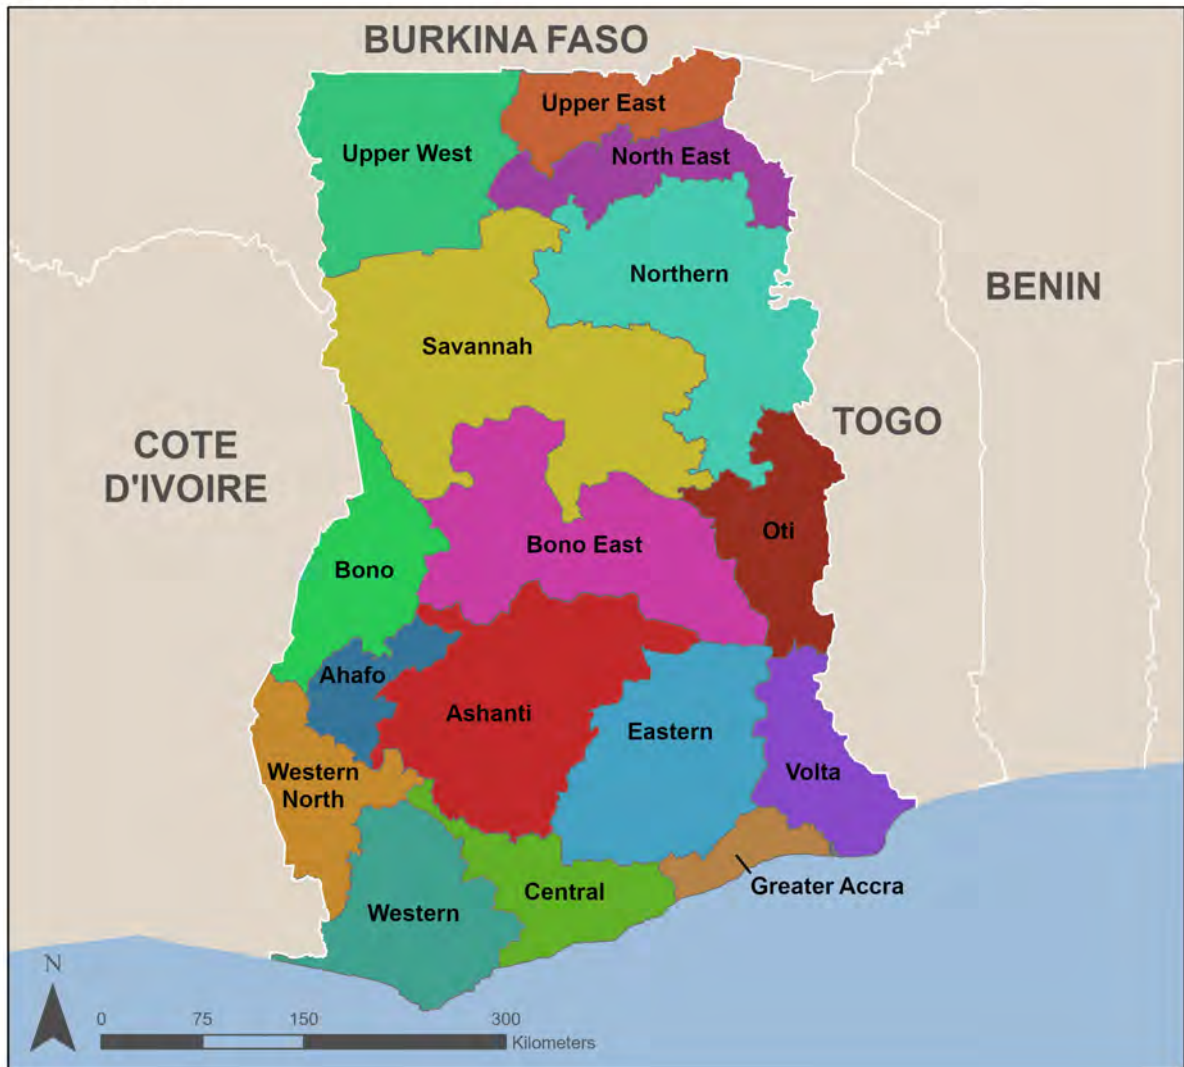 BURKINA FASO
Upper East
Upper West
North East
Northern
BENIN
Savannah
TOGO
COTE
D'IVOIRE
Oti
Bono East
Bono
Ahafo
Ashanti
Eastern
Western
North
Volta
Greater Accra
Central
Western
N
0 75 150 300
Kilometers